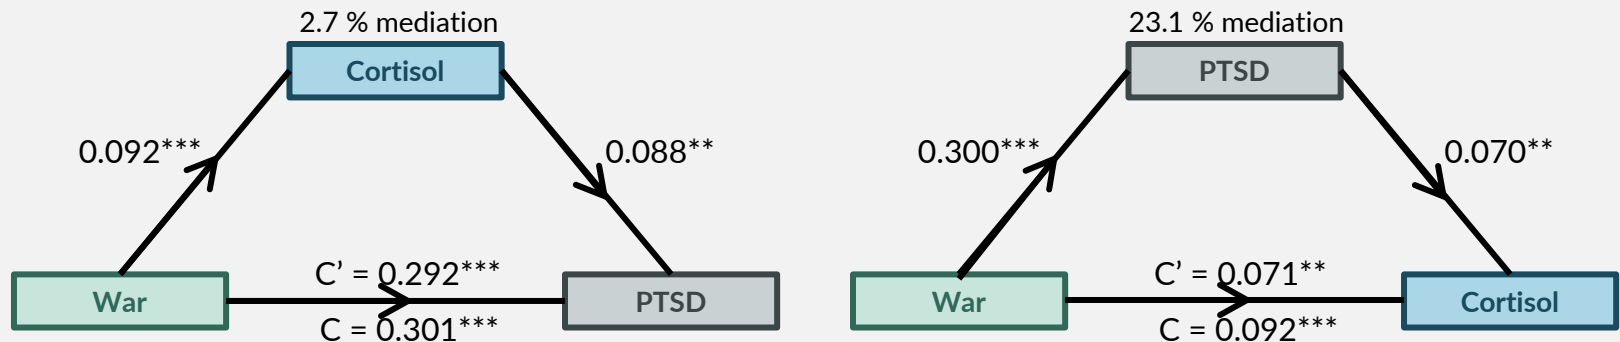 2.7 % mediation
Cortisol
0.092***
0.088**
C’ = 0.292***
War
PTSD
C = 0.301***
23.1 % mediation
PTSD
0.300***
0.070**
C’ = 0.071**
War
Cortisol
C = 0.092***